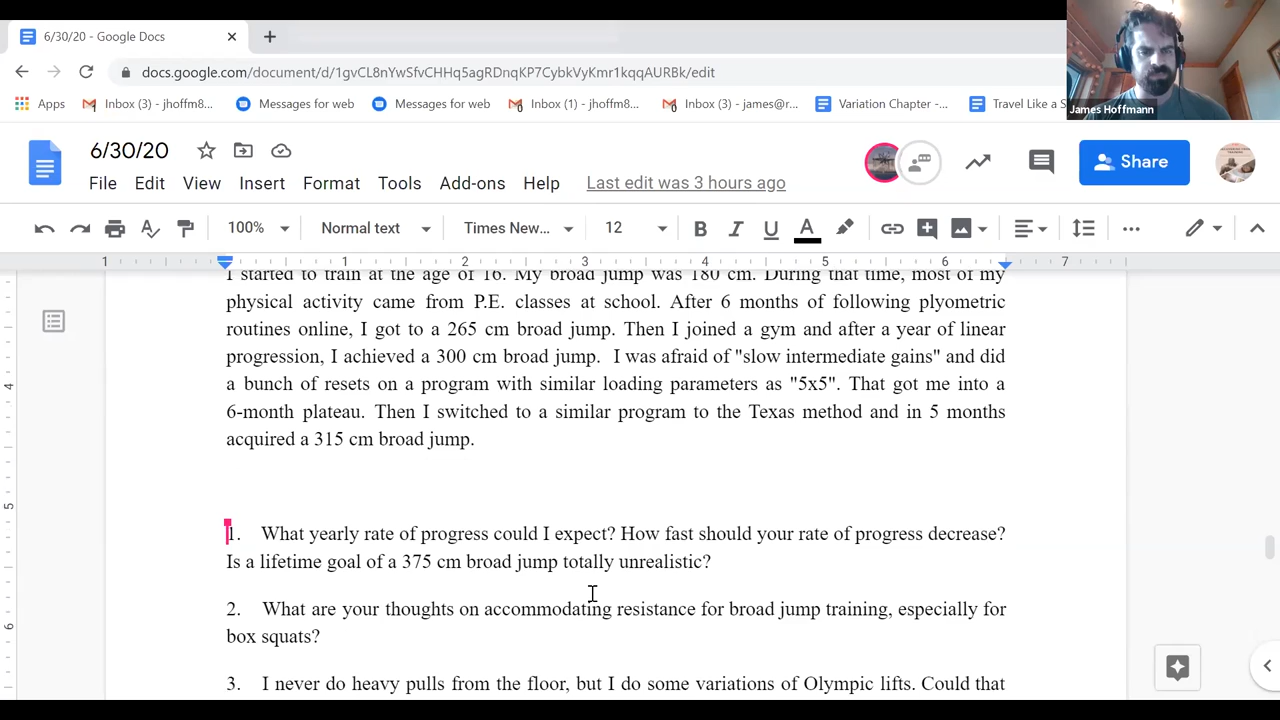 6/30/20 - Google Docs
docs.google.com/document/d/1gvCL8nYwSfvCHHq5agRDnqKP7CybkVyKmr1kqqAURBk/edit
Apps
Inbox (3) - jhoffm8...
Messages for web
Messages for web
Inbox (1) - jhoffm8...
Inbox (3) - james@r...
Variation Chapter -...
Travel Like a S
James Hoffmann
6/30/20
Share
File Edit View Insert Format Tools Add-ons Help Last edit was 3 hours ago
100% Normal text Times New... 12 B I U A
1 1 2 3 4 5 6 7
I started to train at the age of 16. My broad jump was 180 cm. During that time, most of my
physical activity came from P.E. classes at school. After 6 months of following plyometric
routines online, I got to a 265 cm broad jump. Then I joined a gym and after a year of linear
progression, I achieved a 300 cm broad jump. I was afraid of "slow intermediate gains" and did
a bunch of resets on a program with similar loading parameters as "5x5". That got me into a
6-month plateau. Then I switched to a similar program to the Texas method and in 5 months
acquired a 315 cm broad jump.
1. What yearly rate of progress could I expect? How fast should your rate of progress decrease?
Is a lifetime goal of a 375 cm broad jump totally unrealistic?
2. What are your thoughts on accommodating resistance for broad jump training, especially for
box squats?
3. I never do heavy pulls from the floor, but I do some variations of Olympic lifts. Could that
4
5
6